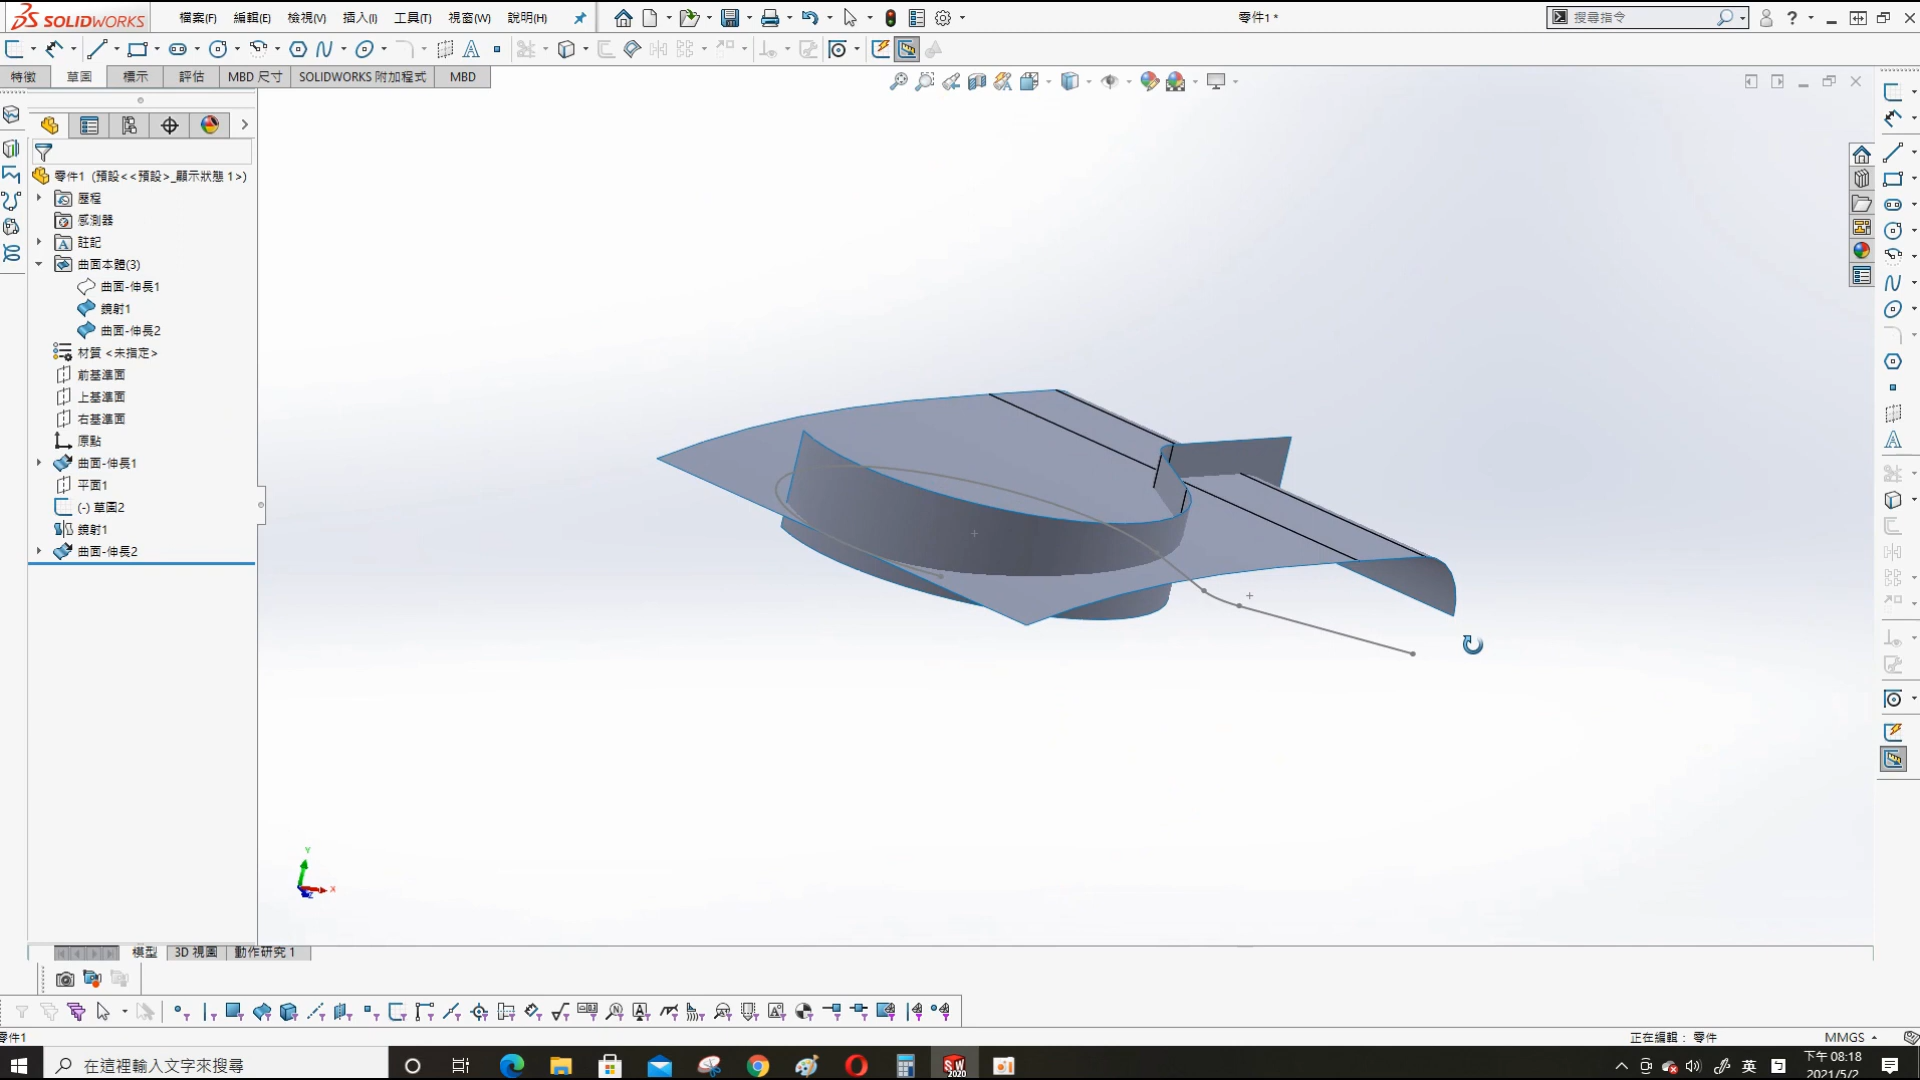 SOLIDWORKS 檔案(F) 編輯(E) 檢視(V) 插入(I) 工具(T) 視窗(W) 說明(H) 零件1 * 搜尋指令
特徵 草圖 標示 評估 MBD 尺寸 SOLIDWORKS 附加程式 MBD
零件1 (預設<<預設>_顯示狀態 1>)
歷程
感測器
註記
曲面本體(3)
曲面-伸長1
鏡射1
曲面-伸長2
材質 <未指定>
前基準面
上基準面
右基準面
原點
曲面-伸長1
平面1
(-) 草圖2
鏡射1
曲面-伸長2
Y
X
Z
模型 3D 視圖 動作研究 1
零件1 正在編輯： 零件 MMGS
在這裡輸入文字來搜尋 SW 2020 英 下午 08:18
2021/5/2